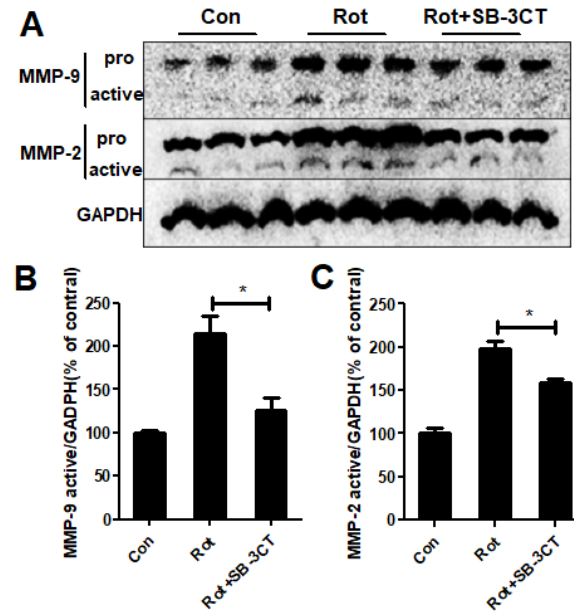 A
Con Rot Rot+SB-3CT
MMP-9 pro
active
MMP-2 pro
active
GAPDH
B
MMP-9 active/GADPH(% of contral)
250
200
150
100
50
0
*
Con Rot Rot+SB-3CT
C
MMP-2 active/GAPDH(% of contral)
250
200
150
100
50
0
*
Con Rot Rot+SB-3CT